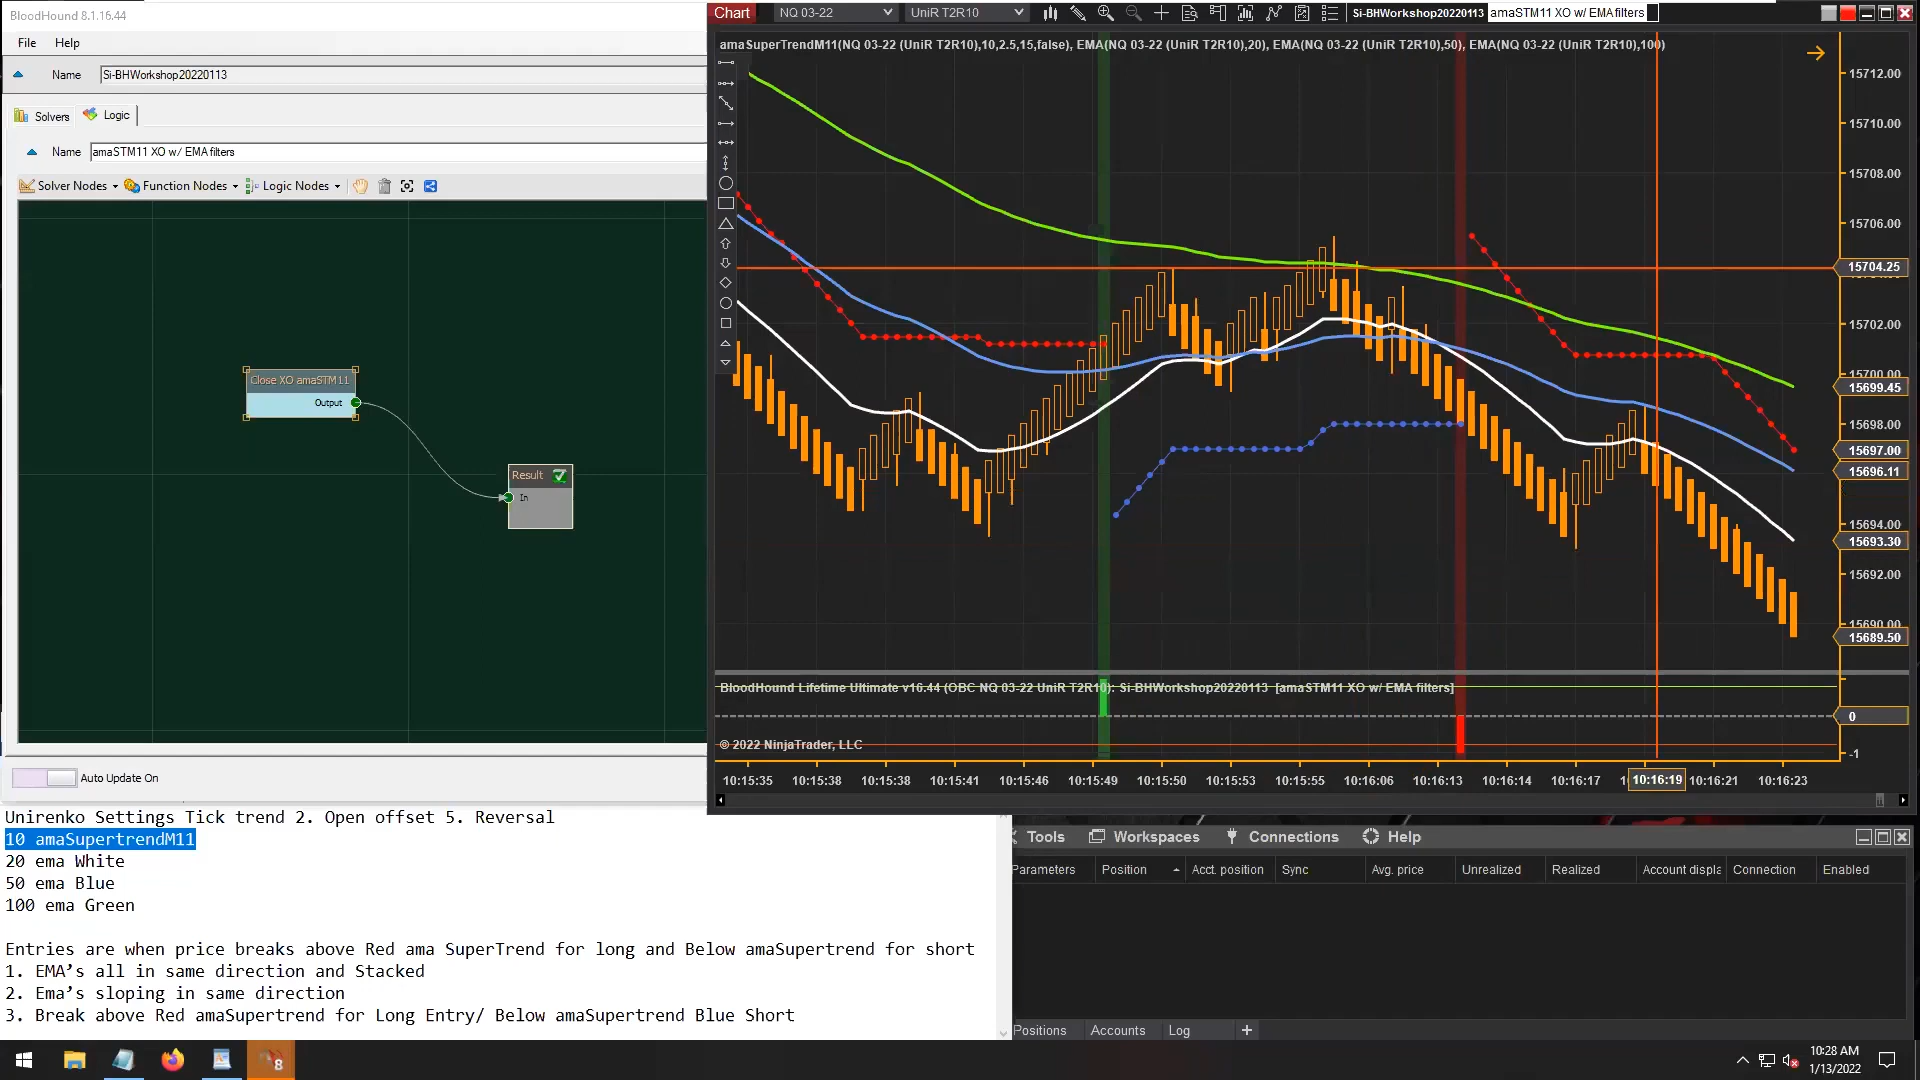 BloodHound 8.1.16.44
File Help
Name Si-BHWorkshop20220113
Solvers Logic
Name amaSTM11 XO w/ EMA filters
Solver Nodes Function Nodes Logic Nodes
Close XO amaSTM11
Output
Result
In
Auto Update On
Chart NQ 03-22 UniR T2R10 Si-BHWorkshop20220113 amaSTM11 XO w/ EMA filters
amaSuperTrendM11(NQ 03-22 (UniR T2R10),10,2.5,15,false), EMA(NQ 03-22 (UniR T2R10),20), EMA(NQ 03-22 (UniR T2R10),50), EMA(NQ 03-22 (UniR T2R10),100)
15712.00
15710.00
15708.00
15706.00
15704.25
15702.00
15700.00
15699.45
15698.00
15697.00
15696.11
15694.00
15693.30
15692.00
15690.00
15689.50
BloodHound Lifetime Ultimate v16.44 (OBC NQ 03-22 UniR T2R10): Si-BHWorkshop20220113 [amaSTM11 XO w/ EMA filters]
0
© 2022 NinjaTrader, LLC
-1
10:15:35 10:15:38 10:15:38 10:15:41 10:15:46 10:15:49 10:15:50 10:15:53 10:15:55 10:16:06 10:16:13 10:16:14 10:16:17 10:16:19 10:16:21 10:16:23
Unirenko Settings Tick trend 2. Open offset 5. Reversal
10 amaSupertrendM11
20 ema White
50 ema Blue
100 ema Green
Entries are when price breaks above Red ama SuperTrend for long and Below amaSupertrend for short
1. EMA’s all in same direction and Stacked
2. Ema’s sloping in same direction
3. Break above Red amaSupertrend for Long Entry/ Below amaSupertrend Blue Short
Tools Workspaces Connections Help
Parameters Position Acct. position Sync Avg. price Unrealized Realized Account displa Connection Enabled
Positions Accounts Log +
8
10:28 AM
1/13/2022